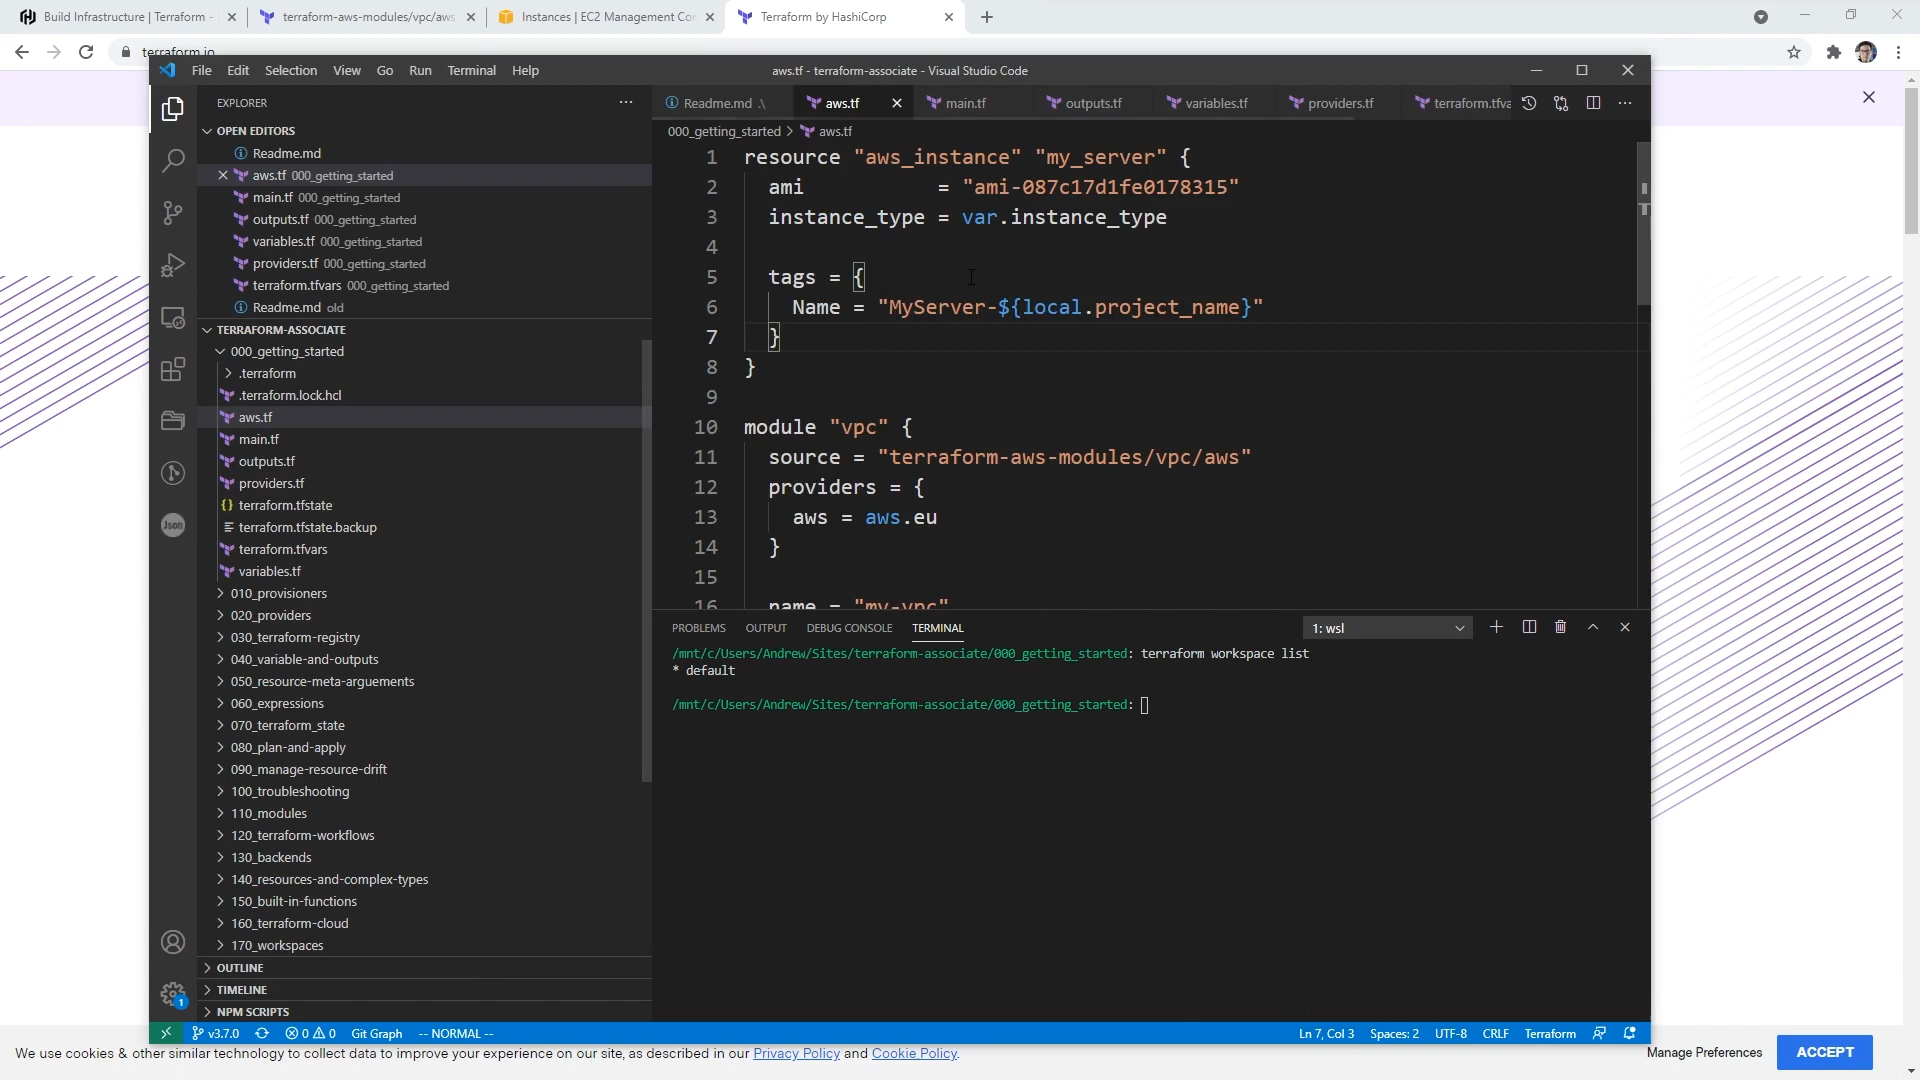 Build Infrastructure | Terraform -
terraform-aws-modules/vpc/aws
Instances | EC2 Management Co
Terraform by HashiCorp
terraform.io
File Edit Selection View Go Run Terminal Help
aws.tf - terraform-associate - Visual Studio Code
EXPLORER
OPEN EDITORS
Readme.md
aws.tf 000_getting_started
main.tf 000_getting_started
outputs.tf 000_getting_started
variables.tf 000_getting_started
providers.tf 000_getting_started
terraform.tfvars 000_getting_started
Readme.md old
TERRAFORM-ASSOCIATE
000_getting_started
.terraform
.terraform.lock.hcl
aws.tf
main.tf
outputs.tf
providers.tf
terraform.tfstate
terraform.tfstate.backup
terraform.tfvars
variables.tf
010_provisioners
020_providers
030_terraform-registry
040_variable-and-outputs
050_resource-meta-arguements
060_expressions
070_terraform_state
080_plan-and-apply
090_manage-resource-drift
100_troubleshooting
110_modules
120_terraform-workflows
130_backends
140_resources-and-complex-types
150_built-in-functions
160_terraform-cloud
170_workspaces
OUTLINE
TIMELINE
NPM SCRIPTS
Json
1
Readme.md .\ aws.tf main.tf outputs.tf variables.tf providers.tf terraform.tfva
000_getting_started > aws.tf
1 resource "aws_instance" "my_server" {
2 ami = "ami-087c17d1fe0178315"
3 instance_type = var.instance_type
4
5 tags = {
6 Name = "MyServer-${local.project_name}"
7 }
8 }
9
10 module "vpc" {
11 source = "terraform-aws-modules/vpc/aws"
12 providers = {
13 aws = aws.eu
14 }
15
16 name = "my-vpc"
PROBLEMS OUTPUT DEBUG CONSOLE TERMINAL
1: wsl
/mnt/c/Users/Andrew/Sites/terraform-associate/000_getting_started: terraform workspace list
* default
/mnt/c/Users/Andrew/Sites/terraform-associate/000_getting_started:
v3.7.0 0 0 Git Graph -- NORMAL --
Ln 7, Col 3 Spaces: 2 UTF-8 CRLF Terraform
We use cookies & other similar technology to collect data to improve your experience on our site, as described in our Privacy Policy and Cookie Policy.
Manage Preferences
ACCEPT